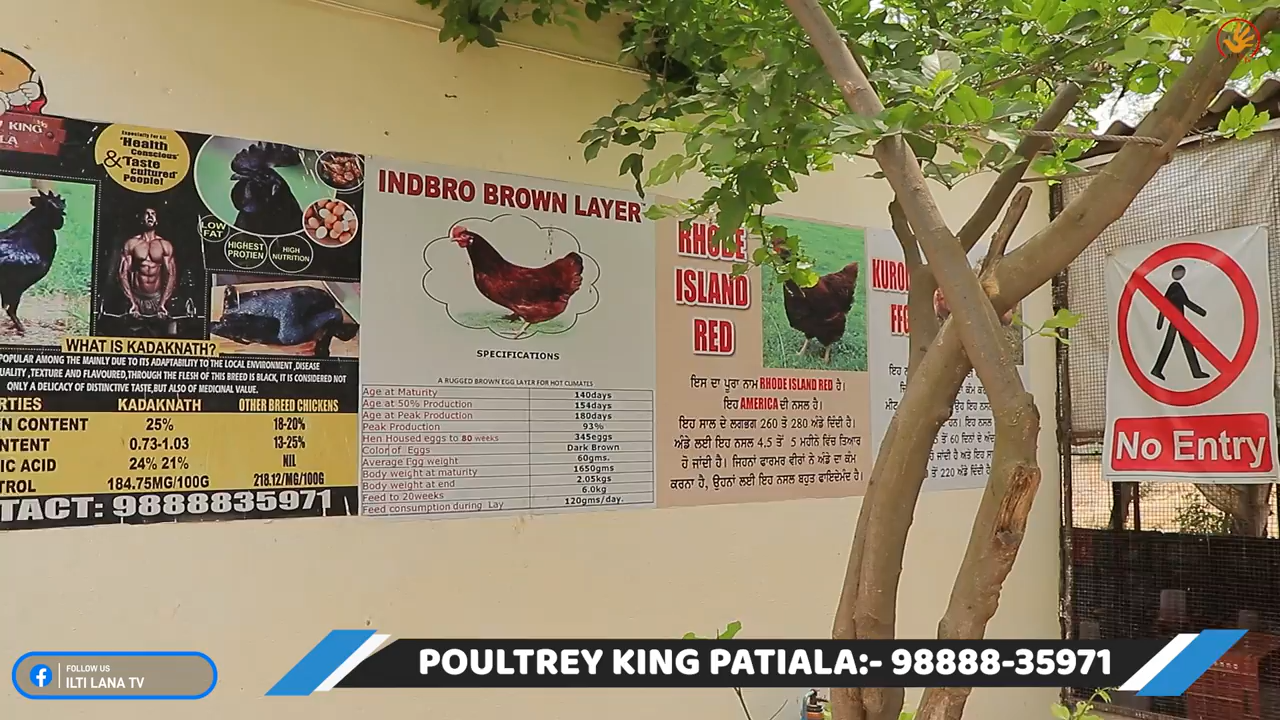 KING
LA
Especially For All
"Health
Conscious"
& "Taste
cultured"
People!
LOW
FAT
HIGHEST
PROTIEN
HIGH
NUTRITION
WHAT IS KADAKNATH?
POPULAR AMONG THE MAINLY DUE TO ITS ADAPTABILITY TO THE LOCAL ENVIRONMENT ,DISEASE
,TEXTURE AND FLAVOURED,THROUGH THE FLESH OF THIS BREED IS BLACK, IT IS CONSIDERED NOT
ONLY A DELICACY OF DISTINCTIVE TASTE,BUT ALSO OF MEDICINAL VALUE.
RTIES KADAKNATH OTHER BREED CHICKENS
EN CONTENT 25% 18-20%
NTENT 0.73-1.03 13-25%
IC ACID 24% 21% NIL
TROL 184.75MG/100G 218.12/MG/100G
TACT: 9888835971
INDBRO BROWN LAYER
SPECIFICATIONS
A RUGGED BROWN EGG LAYER FOR HOT CLIMATES
Age at Maturity 140days
Age at 50% Production 154days
Age at Peak Production 180days
Peak Production 93%
Hen Housed eggs to 80 weeks 345eggs
Color of Eggs Dark Brown
Average Egg weight 60gms.
Body weight at maturity 1650gms
Body weight at end 2.05kgs
Feed to 20weeks 6.0kg
Feed consumption during Lay 120gms/day.
RHODE
ISLAND
RED
ਇਸ ਦਾ ਪੂਰਾ ਨਾਮ RHODE ISLAND RED ਹੈ।
ਇਹ AMERICA ਦੀ ਨਸਲ ਹੈ।
ਇਹ ਸਾਲ ਦੇ ਲਗਭਗ 260 ਤੋਂ 280 ਅੰਡੇ ਦਿੰਦੀ ਹੈ।
ਅੰਡੇ ਲਈ ਇਹ ਨਸਲ 4.5 ਤੋਂ 5 ਮਹੀਨੇ ਵਿੱਚ ਤਿਆਰ
ਹੋ ਜਾਂਦੀ ਹੈ। ਜਿਹਨਾਂ ਫਾਰਮਰ ਵੀਰਾਂ ਨੇ ਅੰਡੇ ਦਾ ਕੰਮ
ਕਰਨਾ ਹੈ, ਉਹਨਾਂ ਲਈ ਇਹ ਨਸਲ ਬਹੁਤ ਫਾਇਦੇਮੰਦ ਹੈ।
KURO
FF
No Entry
POULTREY KING PATIALA:- 98888-35971
FOLLOW US
ILTI LANA TV